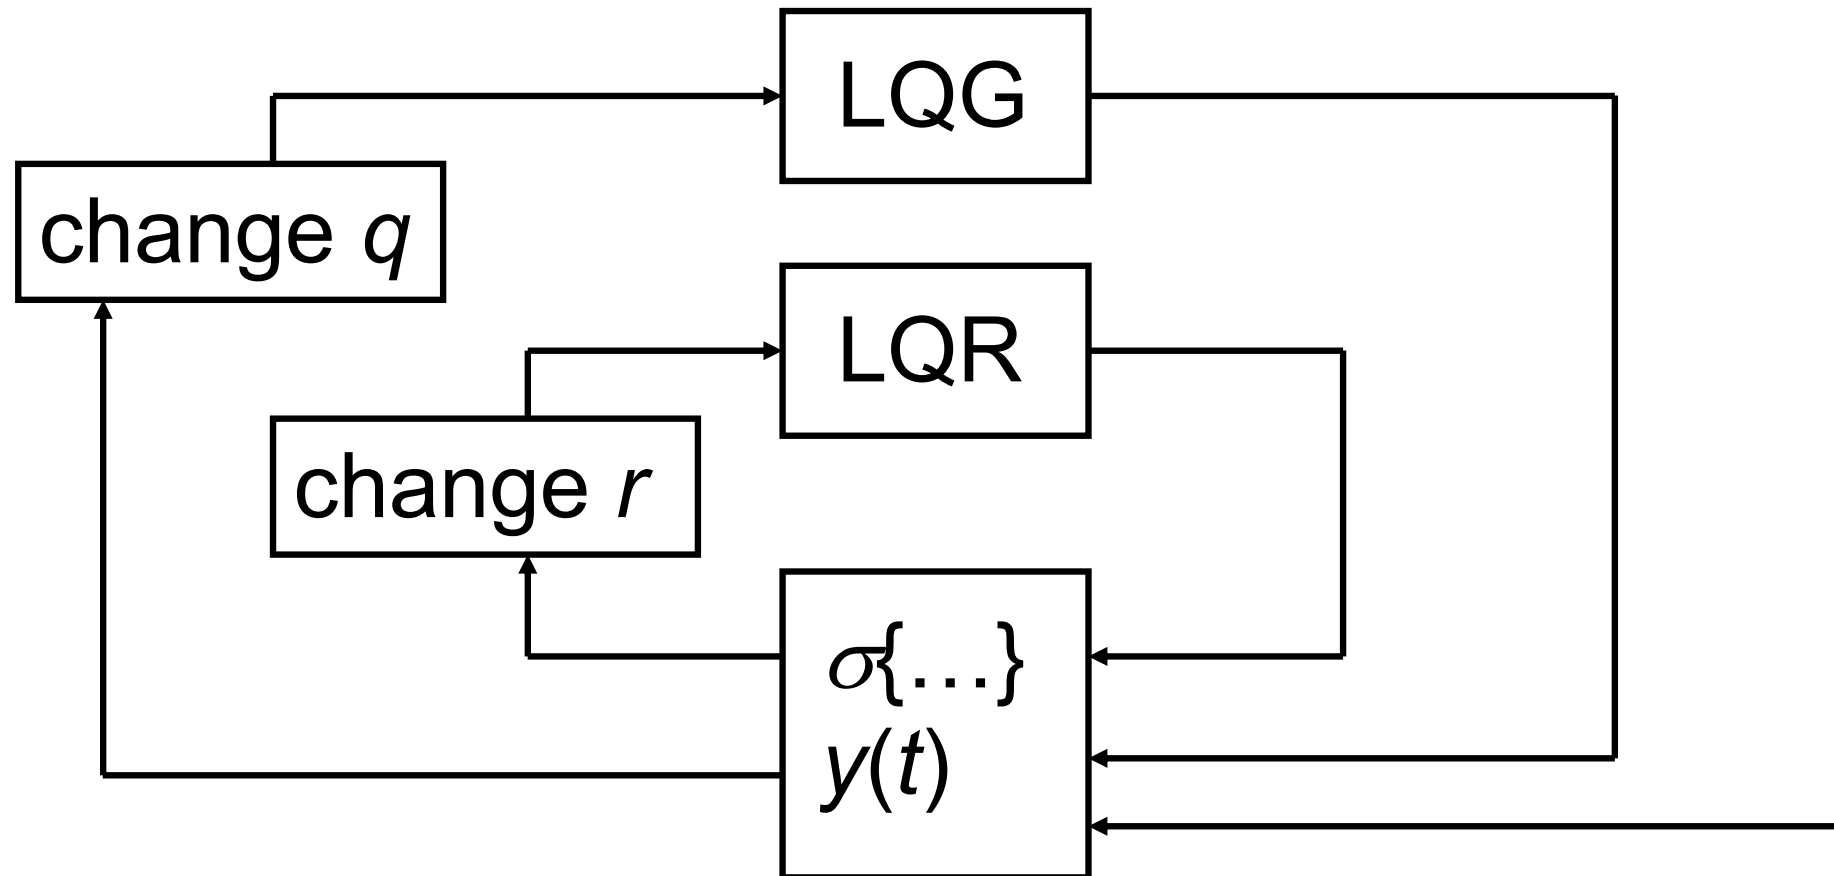 LQG
change q
LQR
change r
σ{…}
y(t)